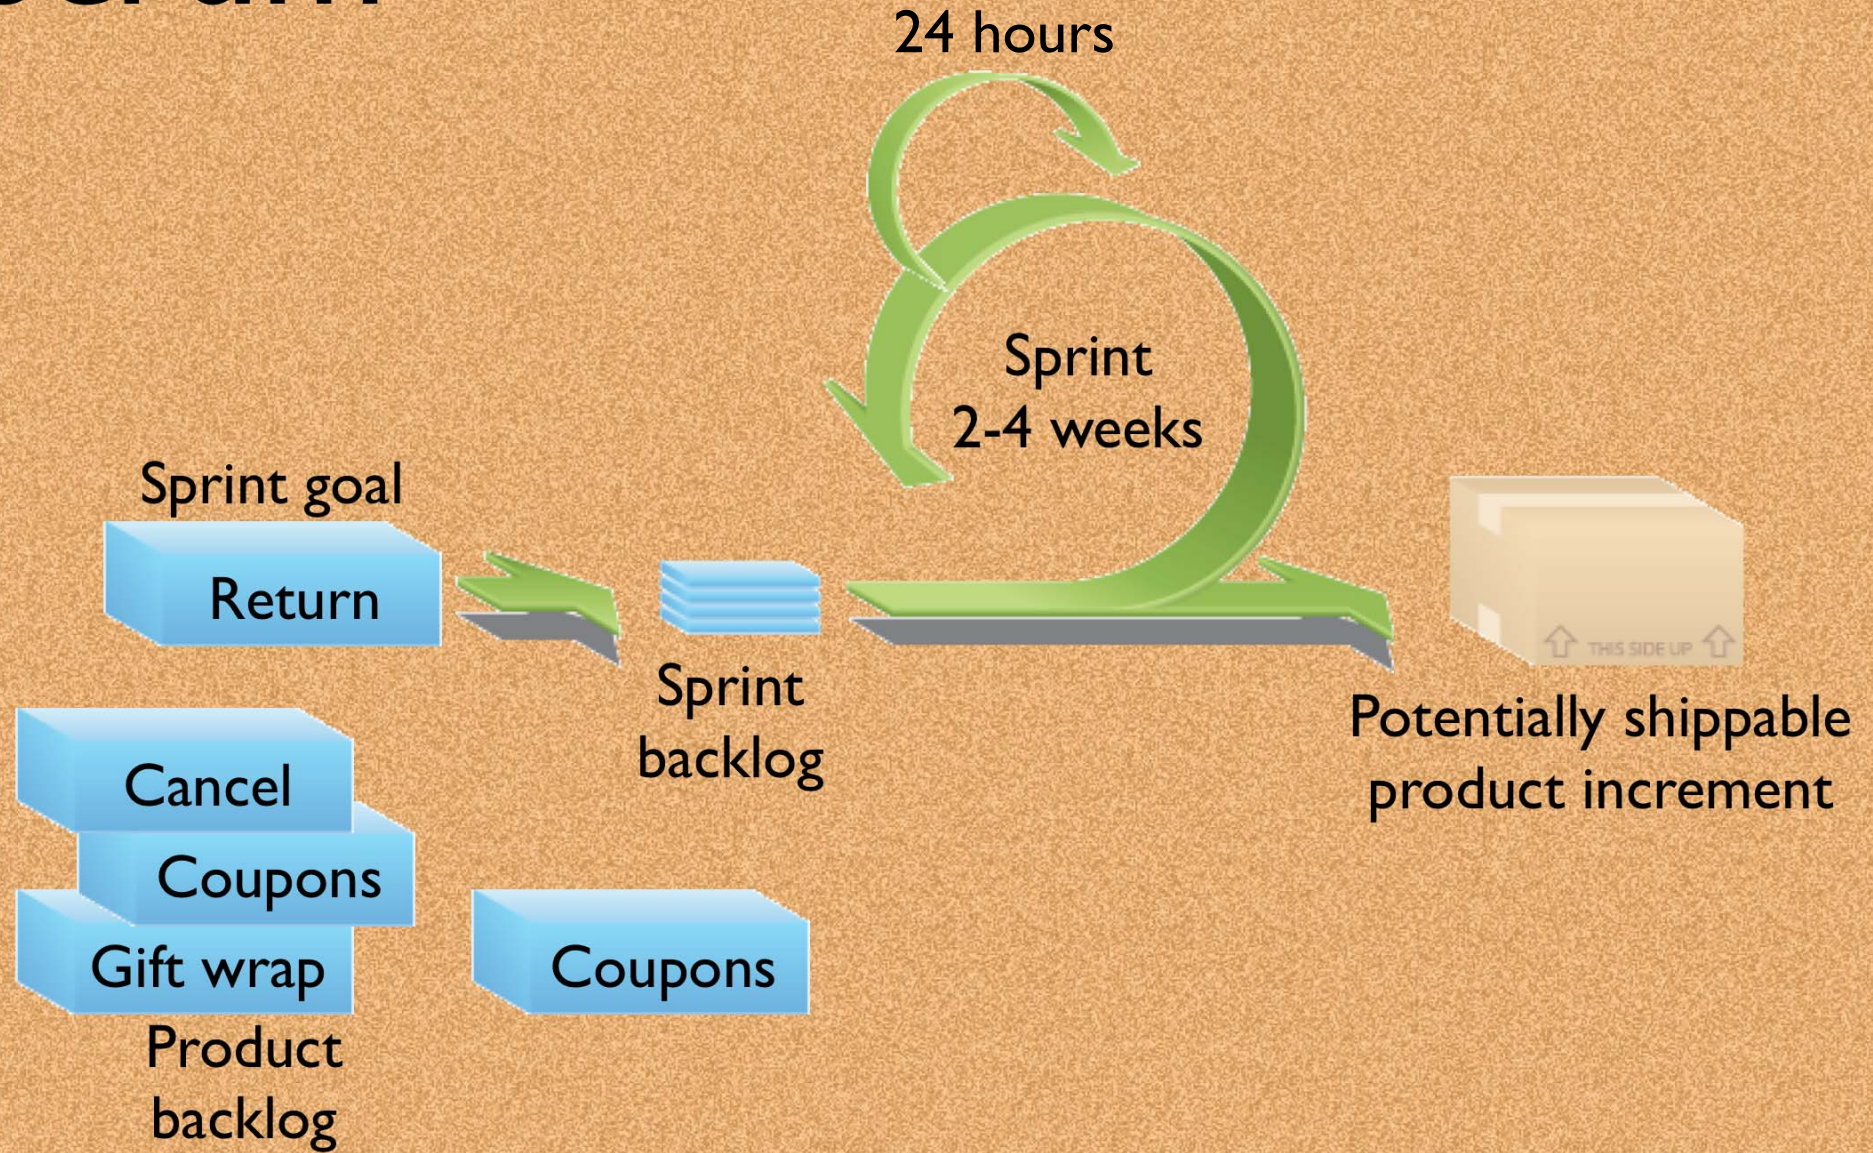 24 hours
Sprint
2-4 weeks
Sprint goal
Return
Sprint
backlog
THIS SIDE UP
Potentially shippable
product increment
Cancel
Coupons
Gift wrap
Coupons
Product
backlog